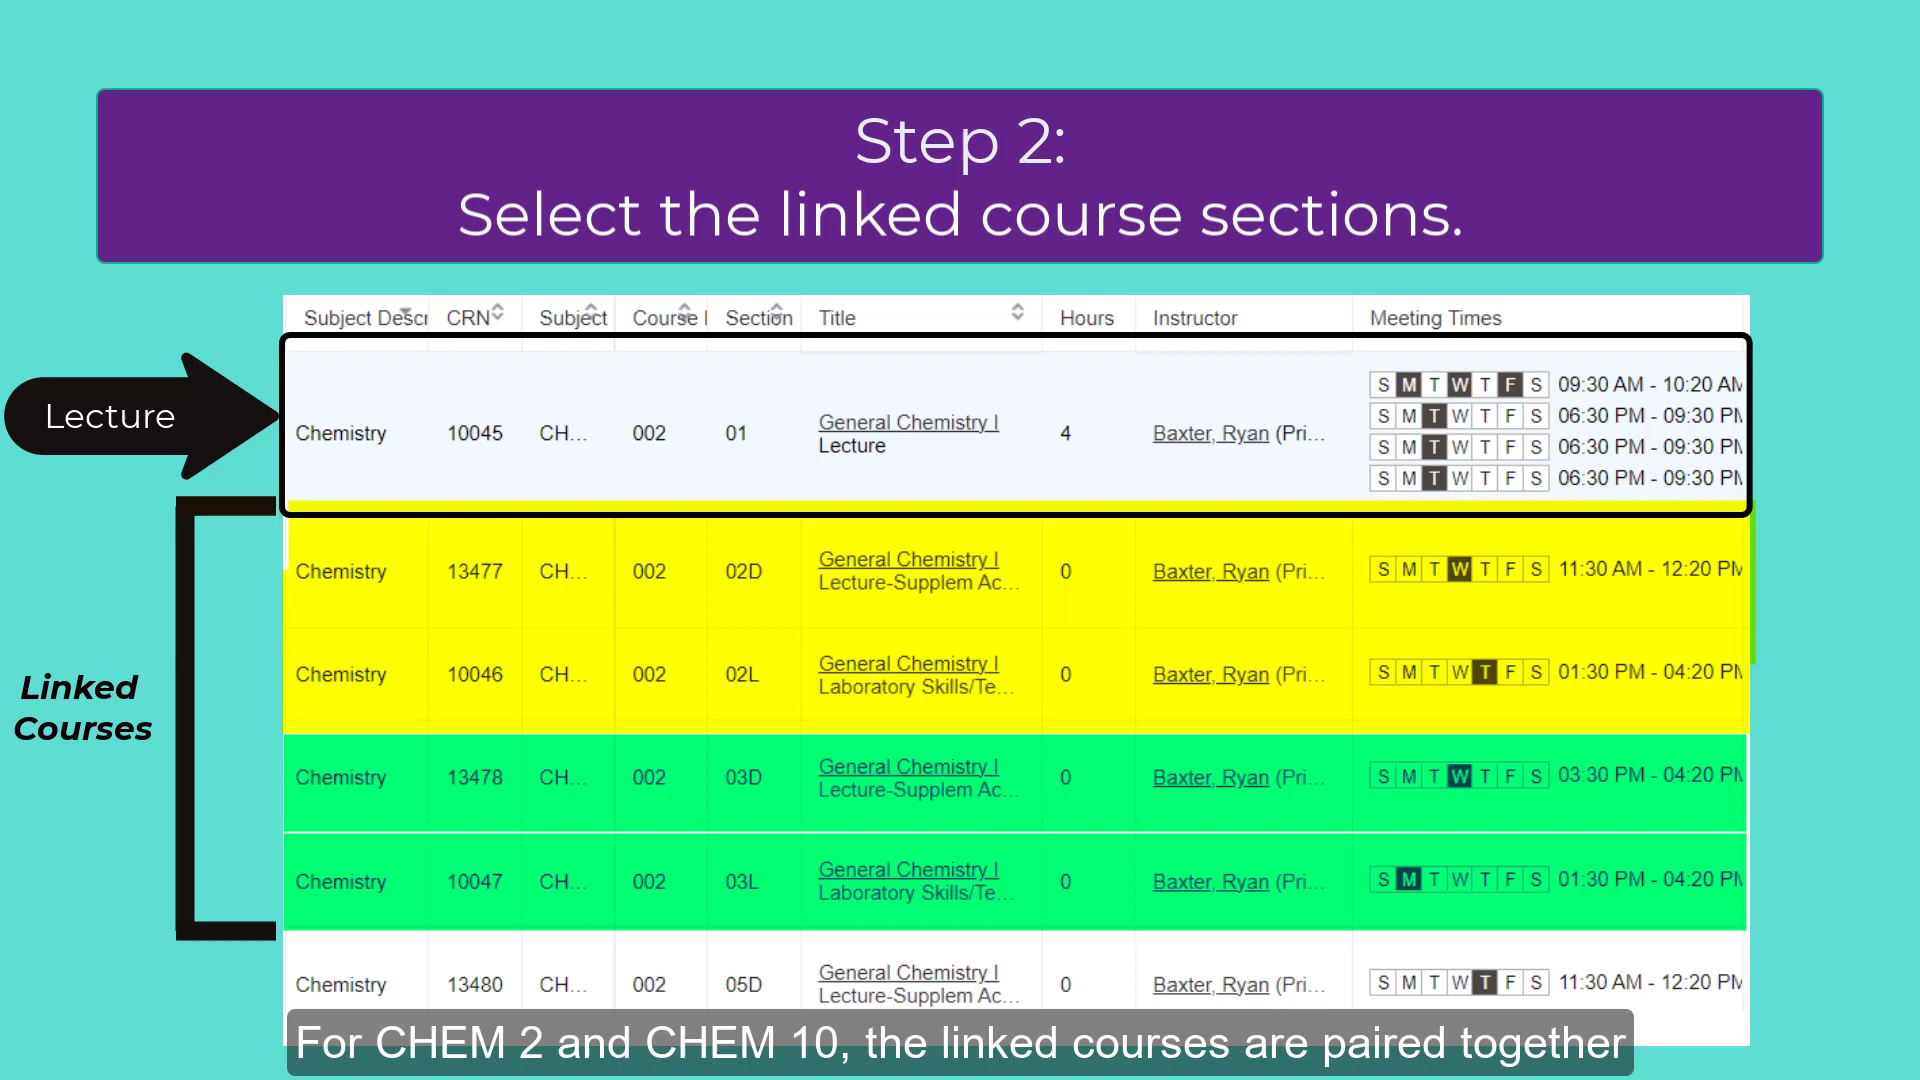 Step 2:
Select the linked course sections.
Subject Descr CRN Subject Course Section Title Hours Instructor Meeting Times
Lecture
Chemistry 10045 CH... 002 01 General Chemistry I Lecture 4 Baxter, Ryan (Pri... S M T W T F S 09:30 AM - 10:20 AM
S M T W T F S 06:30 PM - 09:30 PM
S M T W T F S 06:30 PM - 09:30 PM
S M T W T F S 06:30 PM - 09:30 PM
Linked
Courses
Chemistry 13477 CH... 002 02D General Chemistry I Lecture-Supplem Ac... 0 Baxter, Ryan (Pri... S M T W T F S 11:30 AM - 12:20 PM
Chemistry 10046 CH... 002 02L General Chemistry I Laboratory Skills/Te... 0 Baxter, Ryan (Pri... S M T W T F S 01:30 PM - 04:20 PM
Chemistry 13478 CH... 002 03D General Chemistry I Lecture-Supplem Ac... 0 Baxter, Ryan (Pri... S M T W T F S 03:30 PM - 04:20 PM
Chemistry 10047 CH... 002 03L General Chemistry I Laboratory Skills/Te... 0 Baxter, Ryan (Pri... S M T W T F S 01:30 PM - 04:20 PM
Chemistry 13480 CH... 002 05D General Chemistry I Lecture-Supplem Ac... 0 Baxter, Ryan (Pri... S M T W T F S 11:30 AM - 12:20 PM
For CHEM 2 and CHEM 10, the linked courses are paired together